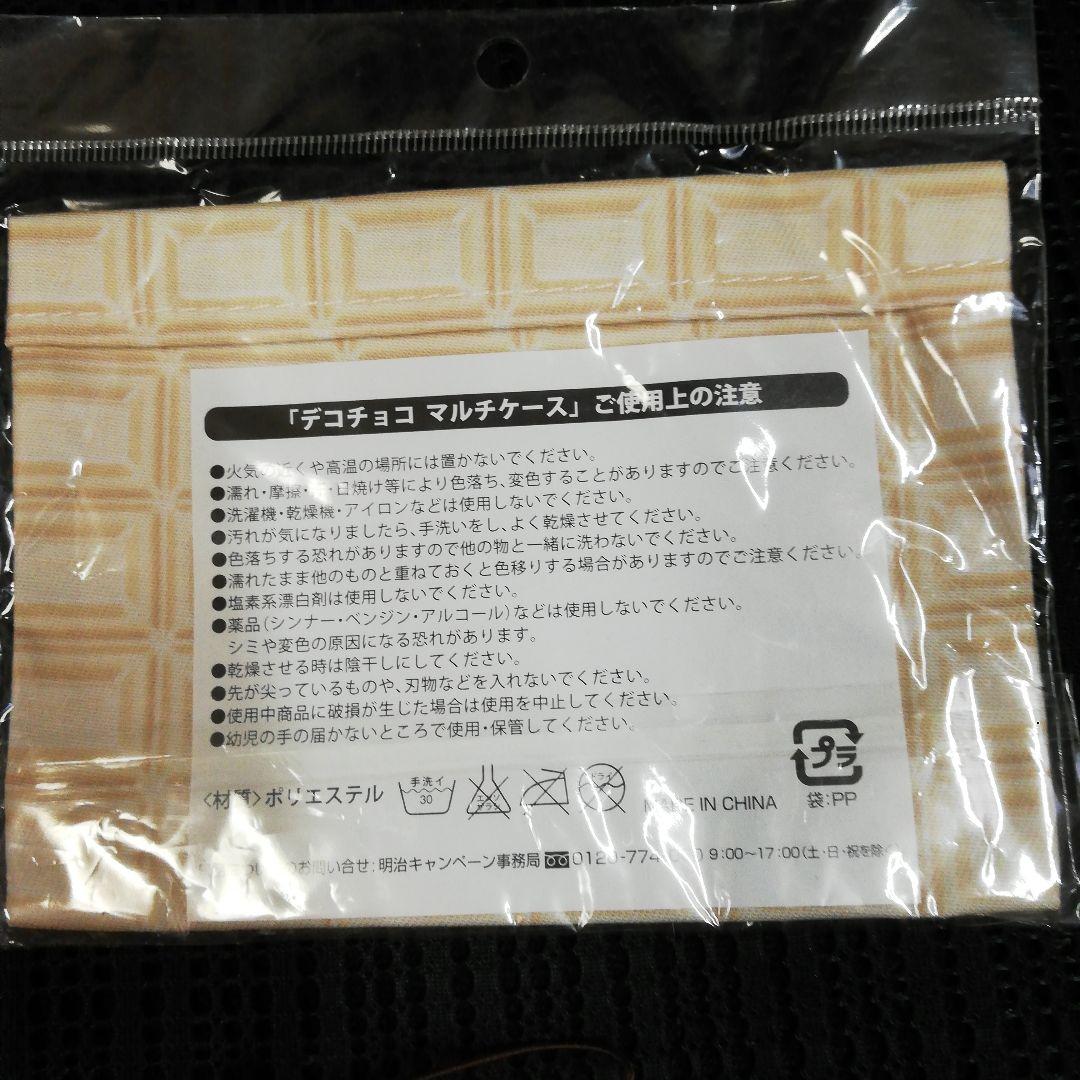 「デコチョコ マルチケース」ご使用上の注意
●火気の近くや高温の場所には置かないでください。
●濡れ・摩擦・・日焼け等により色落ち、変色することがありますのでご注意ください。
●洗濯機・乾燥機・アイロンなどは使用しないでください。
●汚れが気になりましたら、手洗いをし、よく乾燥させてください。
●色落ちする恐れがありますので他の物と一緒に洗わないでください。
●濡れたまま他のものと重ねておくと色移りする場合がありますのでご注意ください。
●塩素系漂白剤は使用しないでください。
●薬品(シンナー・ベンジン・アルコール)などは使用しないでください。
シミや変色の原因になる恐れがあります。
●乾燥させる時は陰干しにしてください。
●先が尖っているものや、刃物などを入れないでください。
●使用中商品に破損が生じた場合は使用を中止してください。
●幼児の手の届かないところで使用・保管してください。
プラ
袋:PP
〈材質〉ポリエステル 手洗イ 30 エンソ サラシ ドライ MADE IN CHINA
のお問い合せ:明治キャンペーン事務局 0120-774 9:00〜17:00(土・日・祝を除く